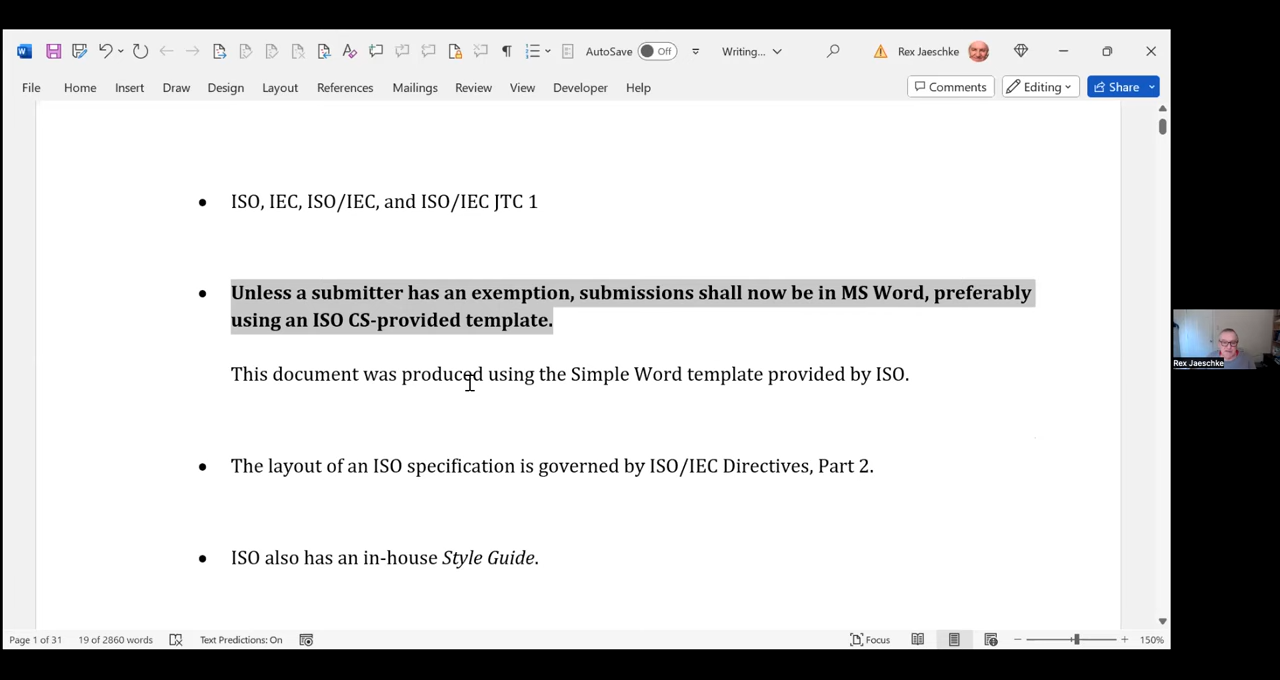 AutoSave Off Writing... Rex Jaeschke
File Home Insert Draw Design Layout References Mailings Review View Developer Help Comments Editing Share
• ISO, IEC, ISO/IEC, and ISO/IEC JTC 1
• Unless a submitter has an exemption, submissions shall now be in MS Word, preferably
using an ISO CS-provided template.
This document was produced using the Simple Word template provided by ISO.
• The layout of an ISO specification is governed by ISO/IEC Directives, Part 2.
• ISO also has an in-house Style Guide.
Rex Jaeschke
Page 1 of 31 19 of 2860 words Text Predictions: On Focus 150%